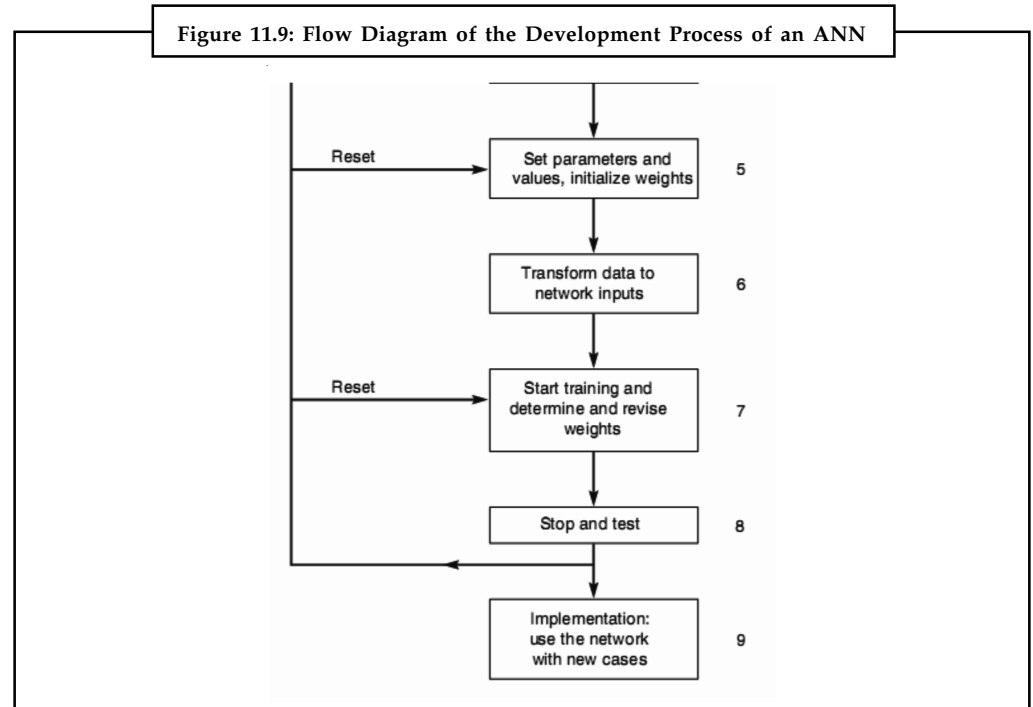 Figure 11.9: Flow Diagram of the Development Process of an ANN
Reset
Set parameters and
values, initialize weights
5
Transform data to
network inputs
6
Reset
Start training and
determine and revise
weights
7
Stop and test
8
Implementation:
use the network
with new cases
9